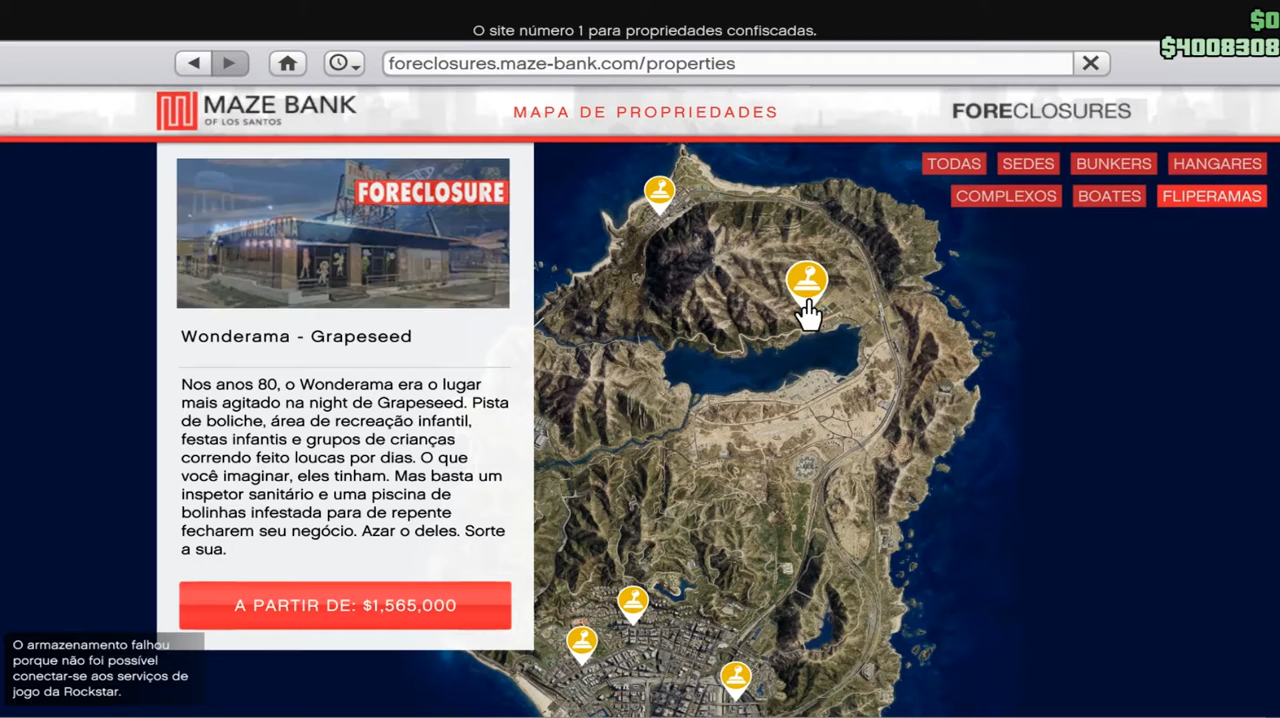 O site número 1 para propriedades confiscadas.
$0
$4008308
foreclosures.maze-bank.com/properties
MAZE BANK
OF LOS SANTOS
MAPA DE PROPRIEDADES
FORECLOSURES
TODAS
SEDES
BUNKERS
HANGARES
COMPLEXOS
BOATES
FLIPERAMAS
FORECLOSURE
WONDERAMA
Wonderama - Grapeseed
Nos anos 80, o Wonderama era o lugar
mais agitado na night de Grapeseed. Pista
de boliche, área de recreação infantil,
festas infantis e grupos de crianças
correndo feito loucas por dias. O que
você imaginar, eles tinham. Mas basta um
inspetor sanitário e uma piscina de
bolinhas infestada para de repente
fecharem seu negócio. Azar o deles. Sorte
a sua.
A PARTIR DE: $1,565,000
O armazenamento falhou
porque não foi possível
conectar-se aos serviços de
jogo da Rockstar.